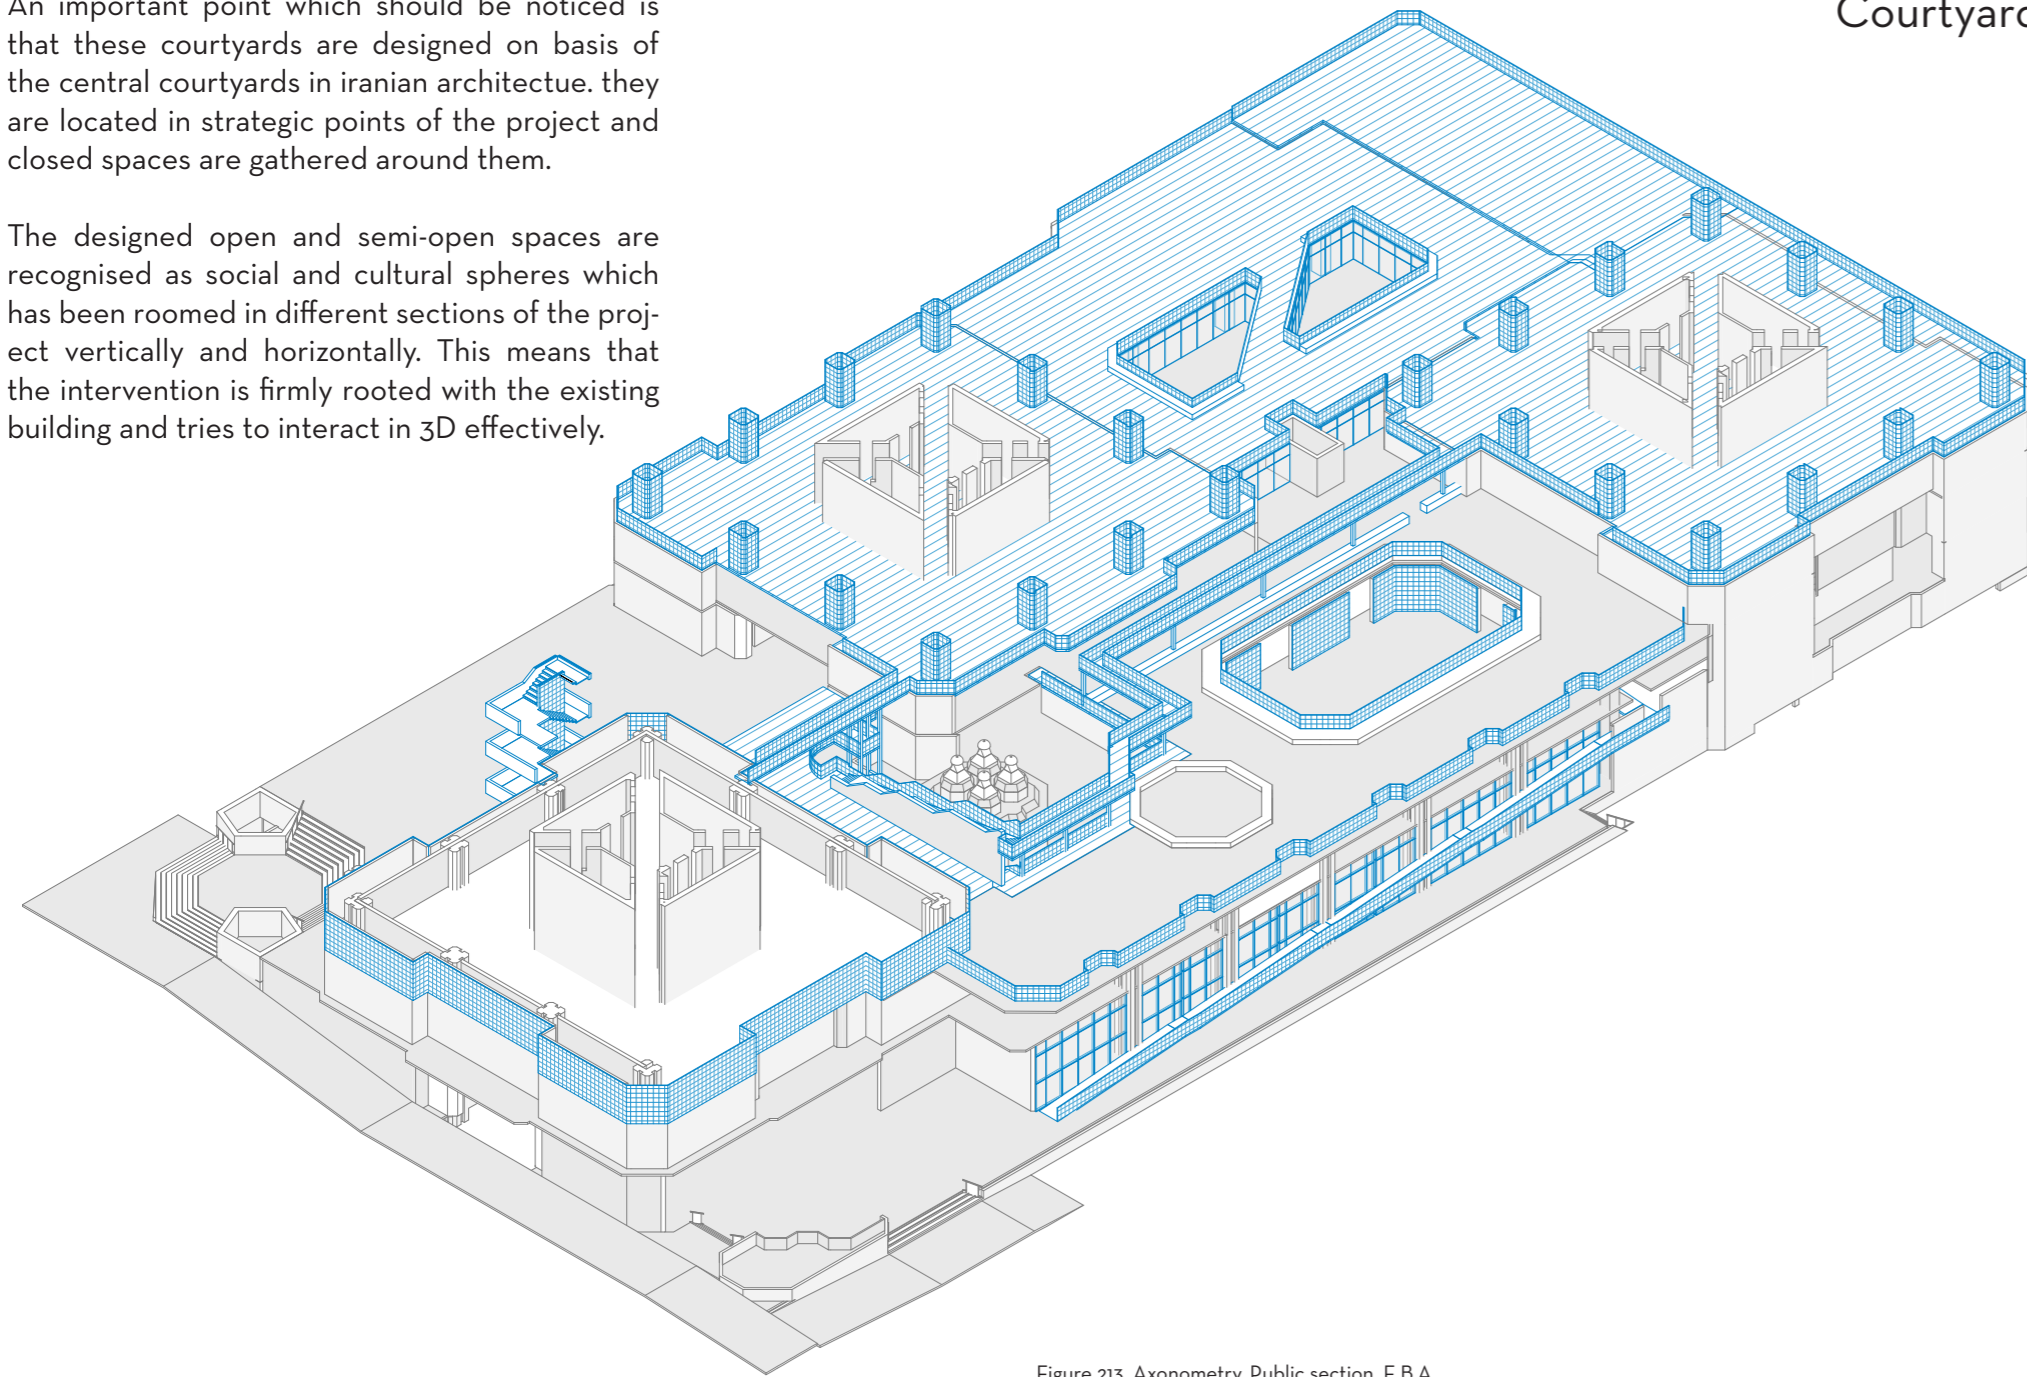 An important point which should be noticed is
that these courtyards are designed on basis of
the central courtyards in iranian architectue. they
are located in strategic points of the project and
closed spaces are gathered around them.
The designed open and semi-open spaces are
recognised as social and cultural spheres which
has been roomed in different sections of the proj-
ect vertically and horizontally. This means that
the intervention is firmly rooted with the existing
building and tries to interact in 3D effectively.
Courtyard
Figure 213. Axonometry, Public section, E.B.A